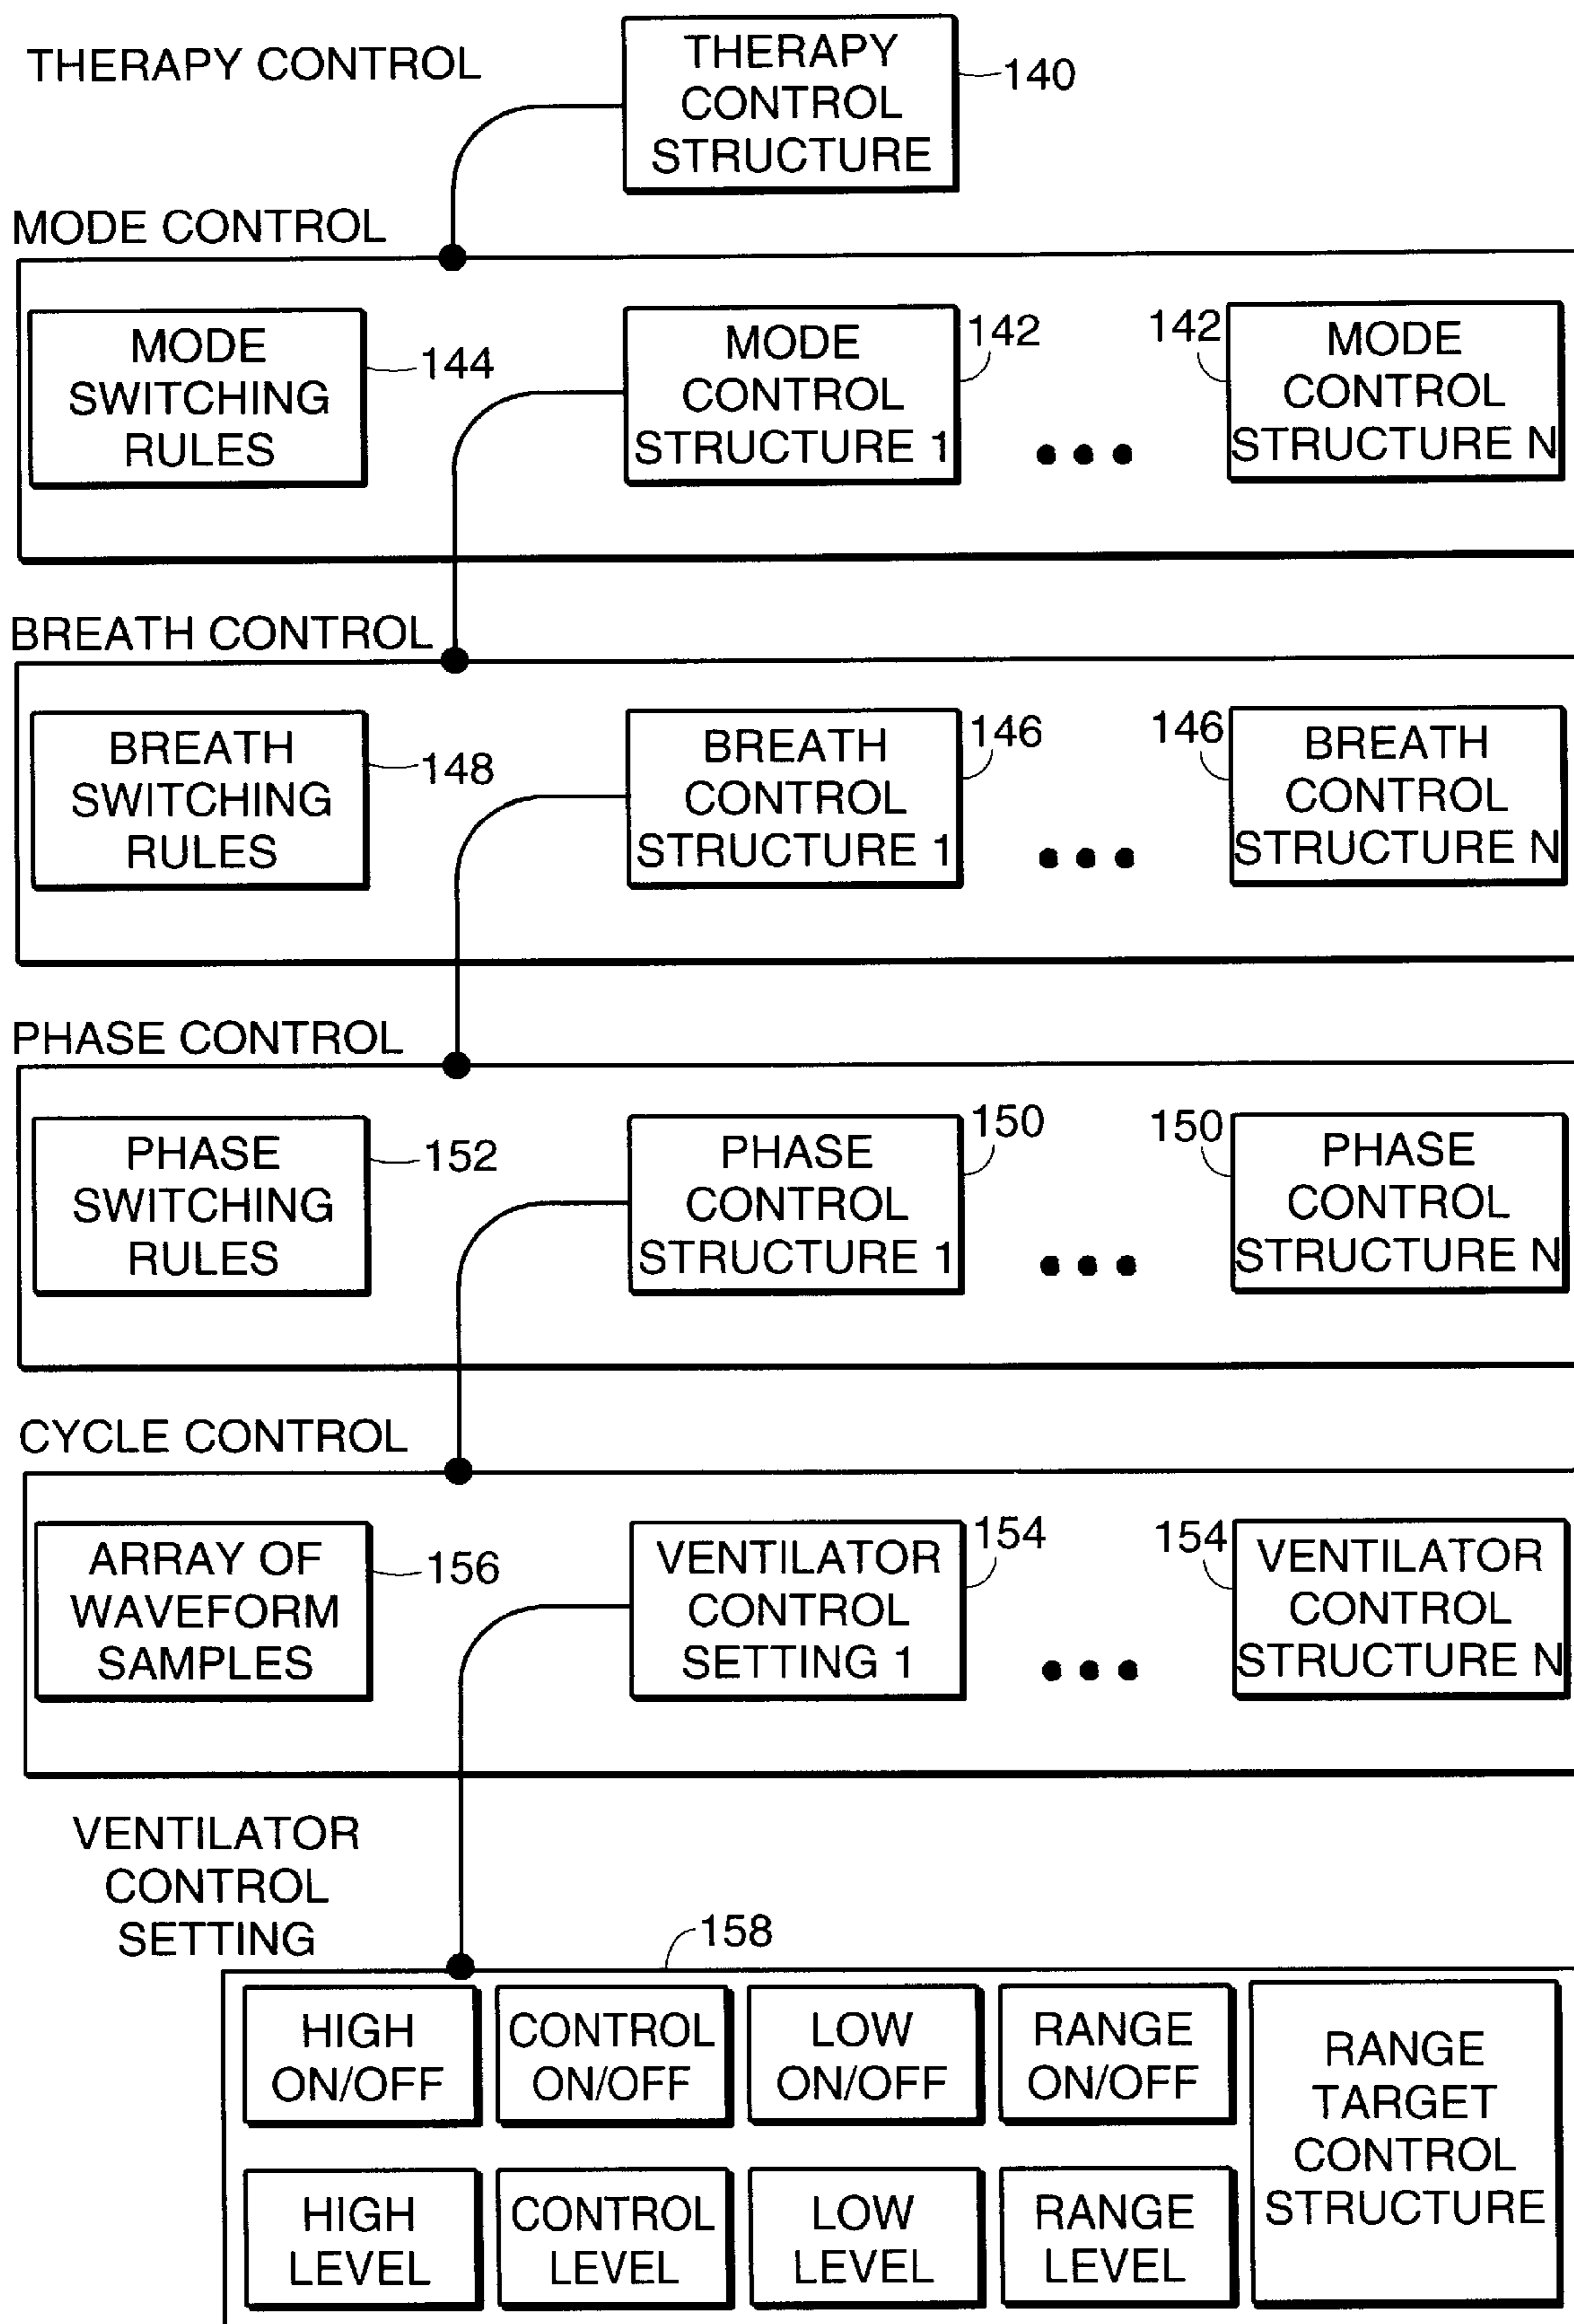 THERAPY CONTROL
THERAPY
CONTROL
STRUCTURE
140
MODE CONTROL
MODE
SWITCHING
RULES
144
MODE
CONTROL
STRUCTURE 1
142
142
MODE
CONTROL
STRUCTURE N
BREATH CONTROL
BREATH
SWITCHING
RULES
148
BREATH
CONTROL
STRUCTURE 1
146
146
BREATH
CONTROL
STRUCTURE N
PHASE CONTROL
PHASE
SWITCHING
RULES
152
PHASE
CONTROL
STRUCTURE 1
150
150
PHASE
CONTROL
STRUCTURE N
CYCLE CONTROL
ARRAY OF
WAVEFORM
SAMPLES
156
VENTILATOR
CONTROL
SETTING 1
154
154
VENTILATOR
CONTROL
STRUCTURE N
VENTILATOR
CONTROL
SETTING
158
HIGH
ON/OFF
CONTROL
ON/OFF
LOW
ON/OFF
RANGE
ON/OFF
RANGE
TARGET
CONTROL
STRUCTURE
HIGH
LEVEL
CONTROL
LEVEL
LOW
LEVEL
RANGE
LEVEL